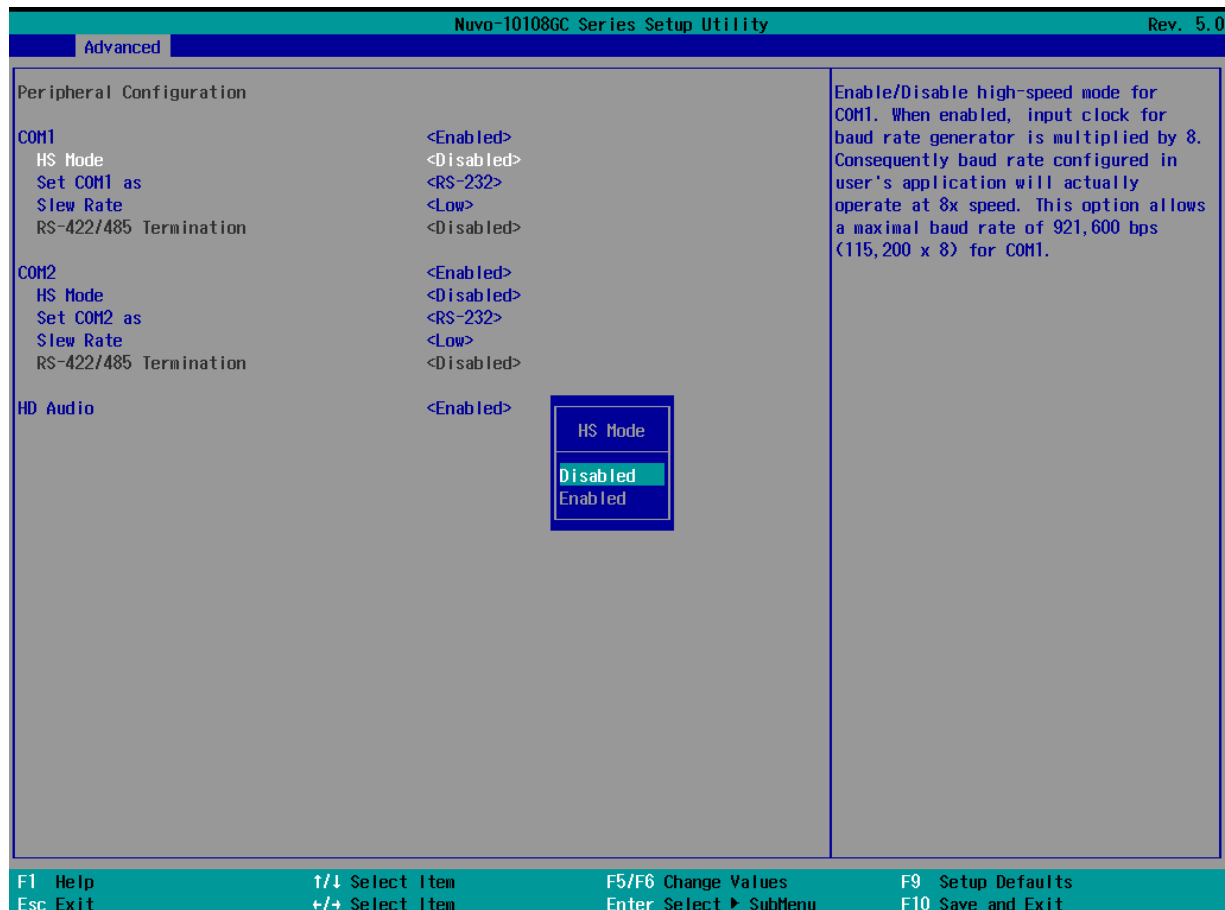 Nuvo-10108GC Series Setup Utility Rev. 5.0
Advanced
Peripheral Configuration
COM1 <Enabled>
HS Mode <Disabled>
Set COM1 as <RS-232>
Slew Rate <Low>
RS-422/485 Termination <Disabled>
COM2 <Enabled>
HS Mode <Disabled>
Set COM2 as <RS-232>
Slew Rate <Low>
RS-422/485 Termination <Disabled>
HD Audio <Enabled>
HS Mode
Disabled
Enabled
Enable/Disable high-speed mode for
COM1. When enabled, input clock for
baud rate generator is multiplied by 8.
Consequently baud rate configured in
user's application will actually
operate at 8x speed. This option allows
a maximal baud rate of 921,600 bps
(115,200 x 8) for COM1.
F1 Help ↑/↓ Select Item F5/F6 Change Values F9 Setup Defaults
Esc Exit ←/→ Select Item Enter Select ▶ SubMenu F10 Save and Exit